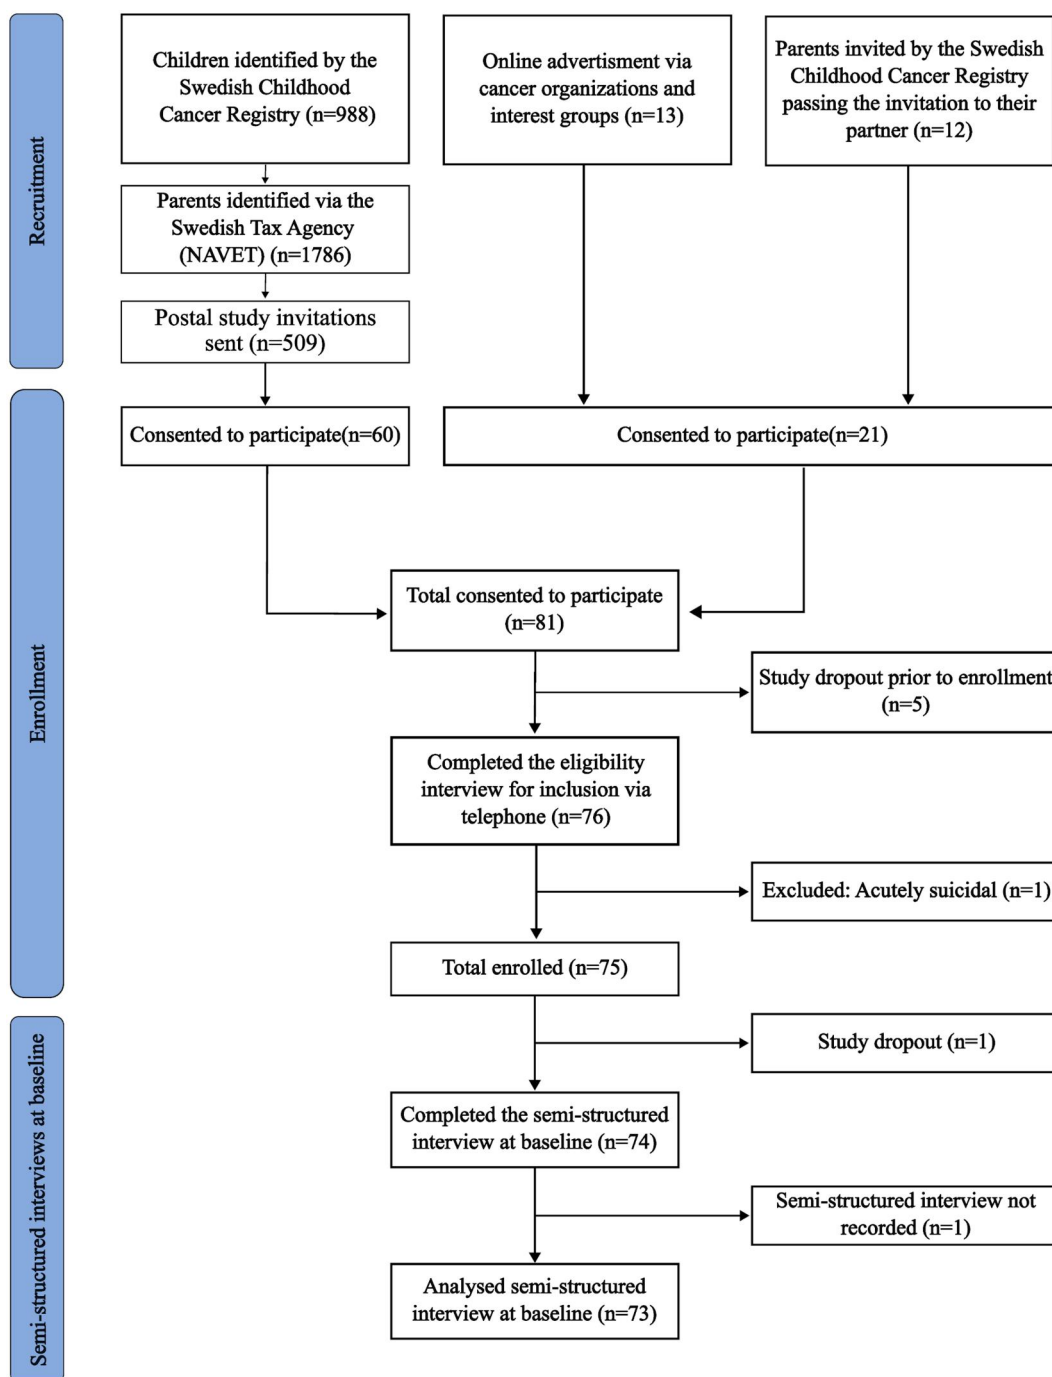 Recruitment
Children identified by the
Swedish Childhood
Cancer Registry (n=988)
Online advertisment via
cancer organizations and
interest groups (n=13)
Parents invited by the Swedish
Childhood Cancer Registry
passing the invitation to their
partner (n=12)
Parents identified via the
Swedish Tax Agency
(NAVET) (n=1786)
Postal study invitations
sent (n=509)
Enrollment
Consented to participate(n=60)
Consented to participate(n=21)
Total consented to participate
(n=81)
Study dropout prior to enrollment
(n=5)
Completed the eligibility
interview for inclusion via
telephone (n=76)
Excluded: Acutely suicidal (n=1)
Total enrolled (n=75)
Semi-structured interviews at baseline
Study dropout (n=1)
Completed the semi-structured
interview at baseline (n=74)
Semi-structured interview not
recorded (n=1)
Analysed semi-structured
interview at baseline (n=73)